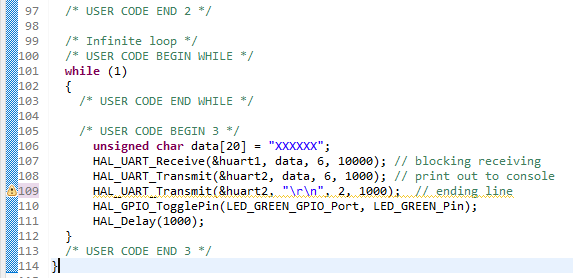 97 /* USER CODE END 2 */
98
99 /* Infinite loop */
100 /* USER CODE BEGIN WHILE */
101 while (1)
102 {
103 /* USER CODE END WHILE */
104
105 /* USER CODE BEGIN 3 */
106 unsigned char data[20] = "XXXXXX";
107 HAL_UART_Receive(&huart1, data, 6, 10000); // blocking receiving
108 HAL_UART_Transmit(&huart2, data, 6, 1000); // print out to console
109 HAL_UART_Transmit(&huart2, "\r\n", 2, 1000); // ending line
110 HAL_GPIO_TogglePin(LED_GREEN_GPIO_Port, LED_GREEN_Pin);
111 HAL_Delay(1000);
112 }
113 /* USER CODE END 3 */
114 }